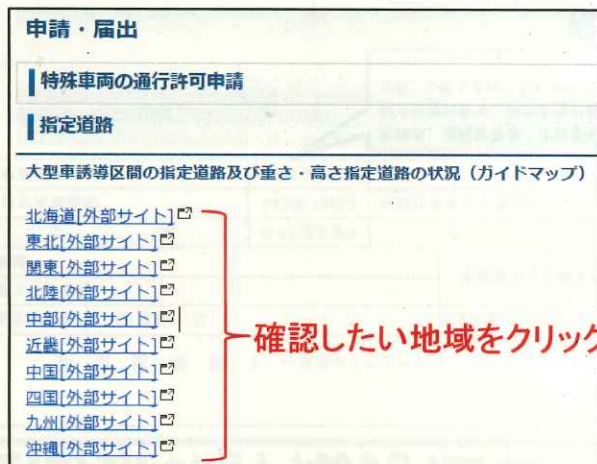 申請・届出
特殊車両の通行許可申請
指定道路
大型車誘導区間の指定道路及び重さ・高さ指定道路の状況（ガイドマップ）
北海道[外部サイト]
東北[外部サイト]
関東[外部サイト]
北陸[外部サイト]
中部[外部サイト]
近畿[外部サイト]
中国[外部サイト]
四国[外部サイト]
九州[外部サイト]
沖縄[外部サイト]
確認したい地域をクリック